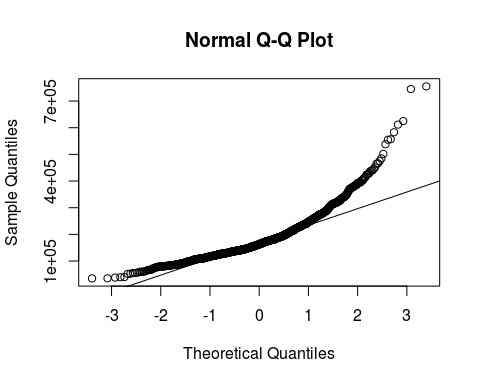 Normal Q-Q Plot
Sample Quantiles
7e+05
4e+05
1e+05
-3 -2 -1 0 1 2 3
Theoretical Quantiles